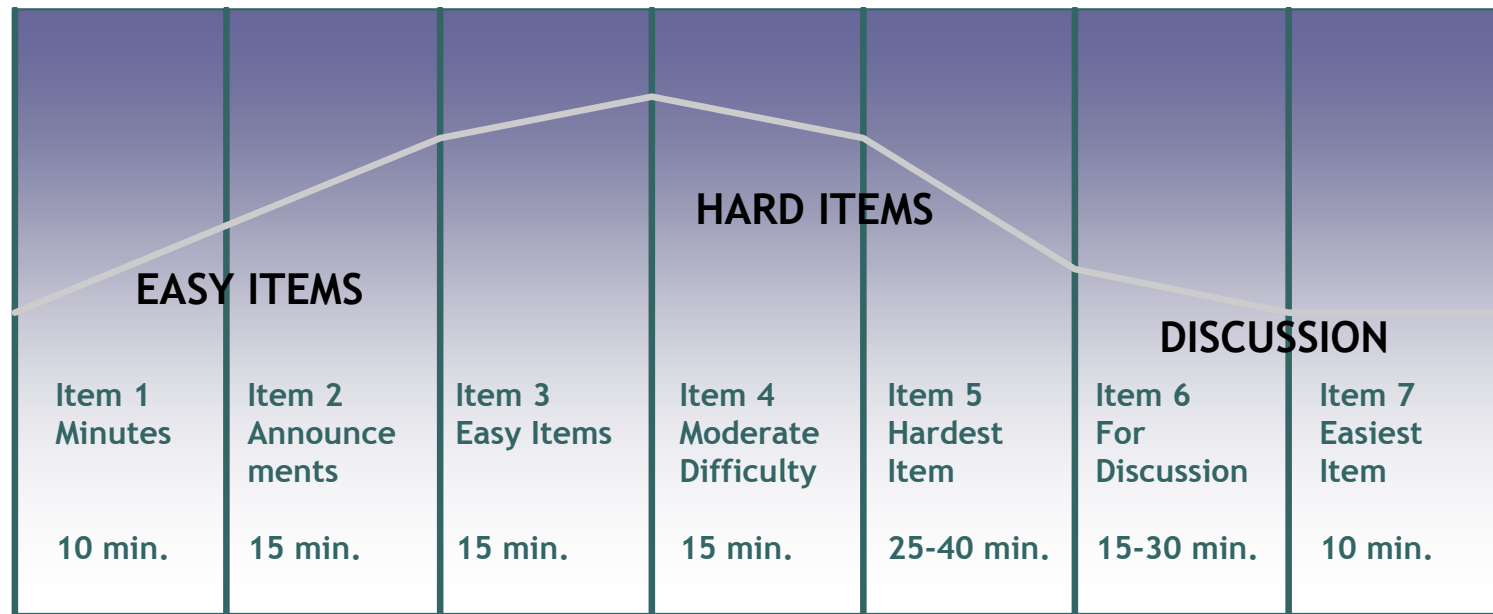 HARD ITEMS
EASY ITEMS
DISCUSSION
Item 1
Minutes
10 min.
Item 2
Announce
ments
15 min.
Item 3
Easy Items
15 min.
Item 4
Moderate
Difficulty
15 min.
Item 5
Hardest
Item
25-40 min.
Item 6
For
Discussion
15-30 min.
Item 7
Easiest
Item
10 min.